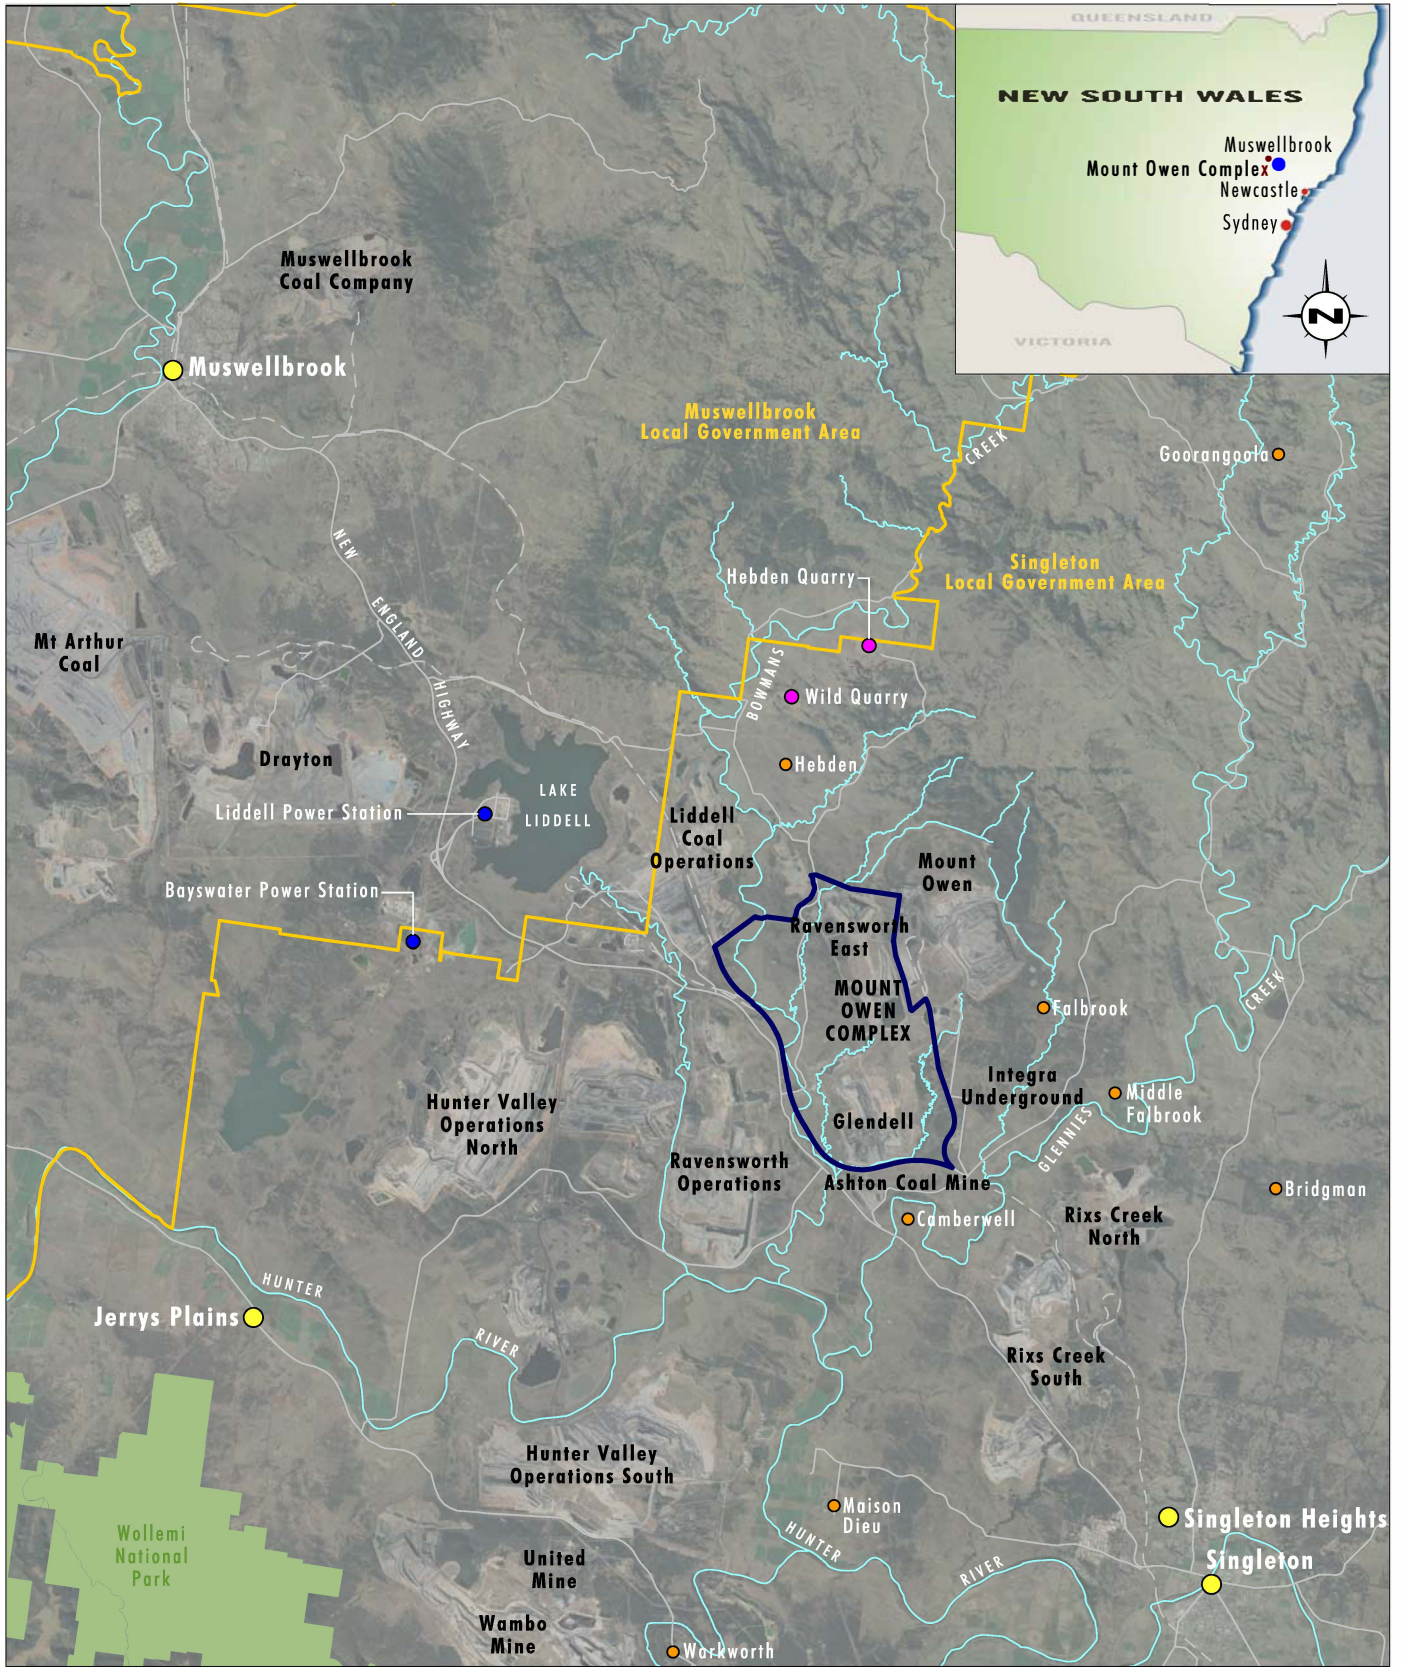 QUEENSLAND
NEW SOUTH WALES
Muswellbrook
Mount Owen Complex
Newcastle
Sydney
N
VICTORIA
Muswellbrook
Coal Company
Muswellbrook
Muswellbrook
Local Government Area
CREEK
Goorangoola
NEW
ENGLAND
HIGHWAY
Singleton
Local Government Area
Hebden Quarry
Mt Arthur
Coal
BOWMANS
Wild Quarry
Drayton
Hebden
LAKE
LIDDELL
Liddell Power Station
Liddell
Coal
Operations
Mount
Owen
Bayswater Power Station
Ravensworth
East
MOUNT
OWEN
COMPLEX
CREEK
Falbrook
Integra
Underground
Middle
Falbrook
GLENNIES
Hunter Valley
Operations
North
Glendell
Ravensworth
Operations
Ashton Coal Mine
Bridgman
Camberwell
Rixs Creek
North
HUNTER
Jerrys Plains
RIVER
Rixs Creek
South
Hunter Valley
Operations South
Maison
Dieu
Singleton Heights
Wollemi
National
Park
HUNTER
RIVER
Singleton
United
Mine
Wambo
Mine
Warkworth